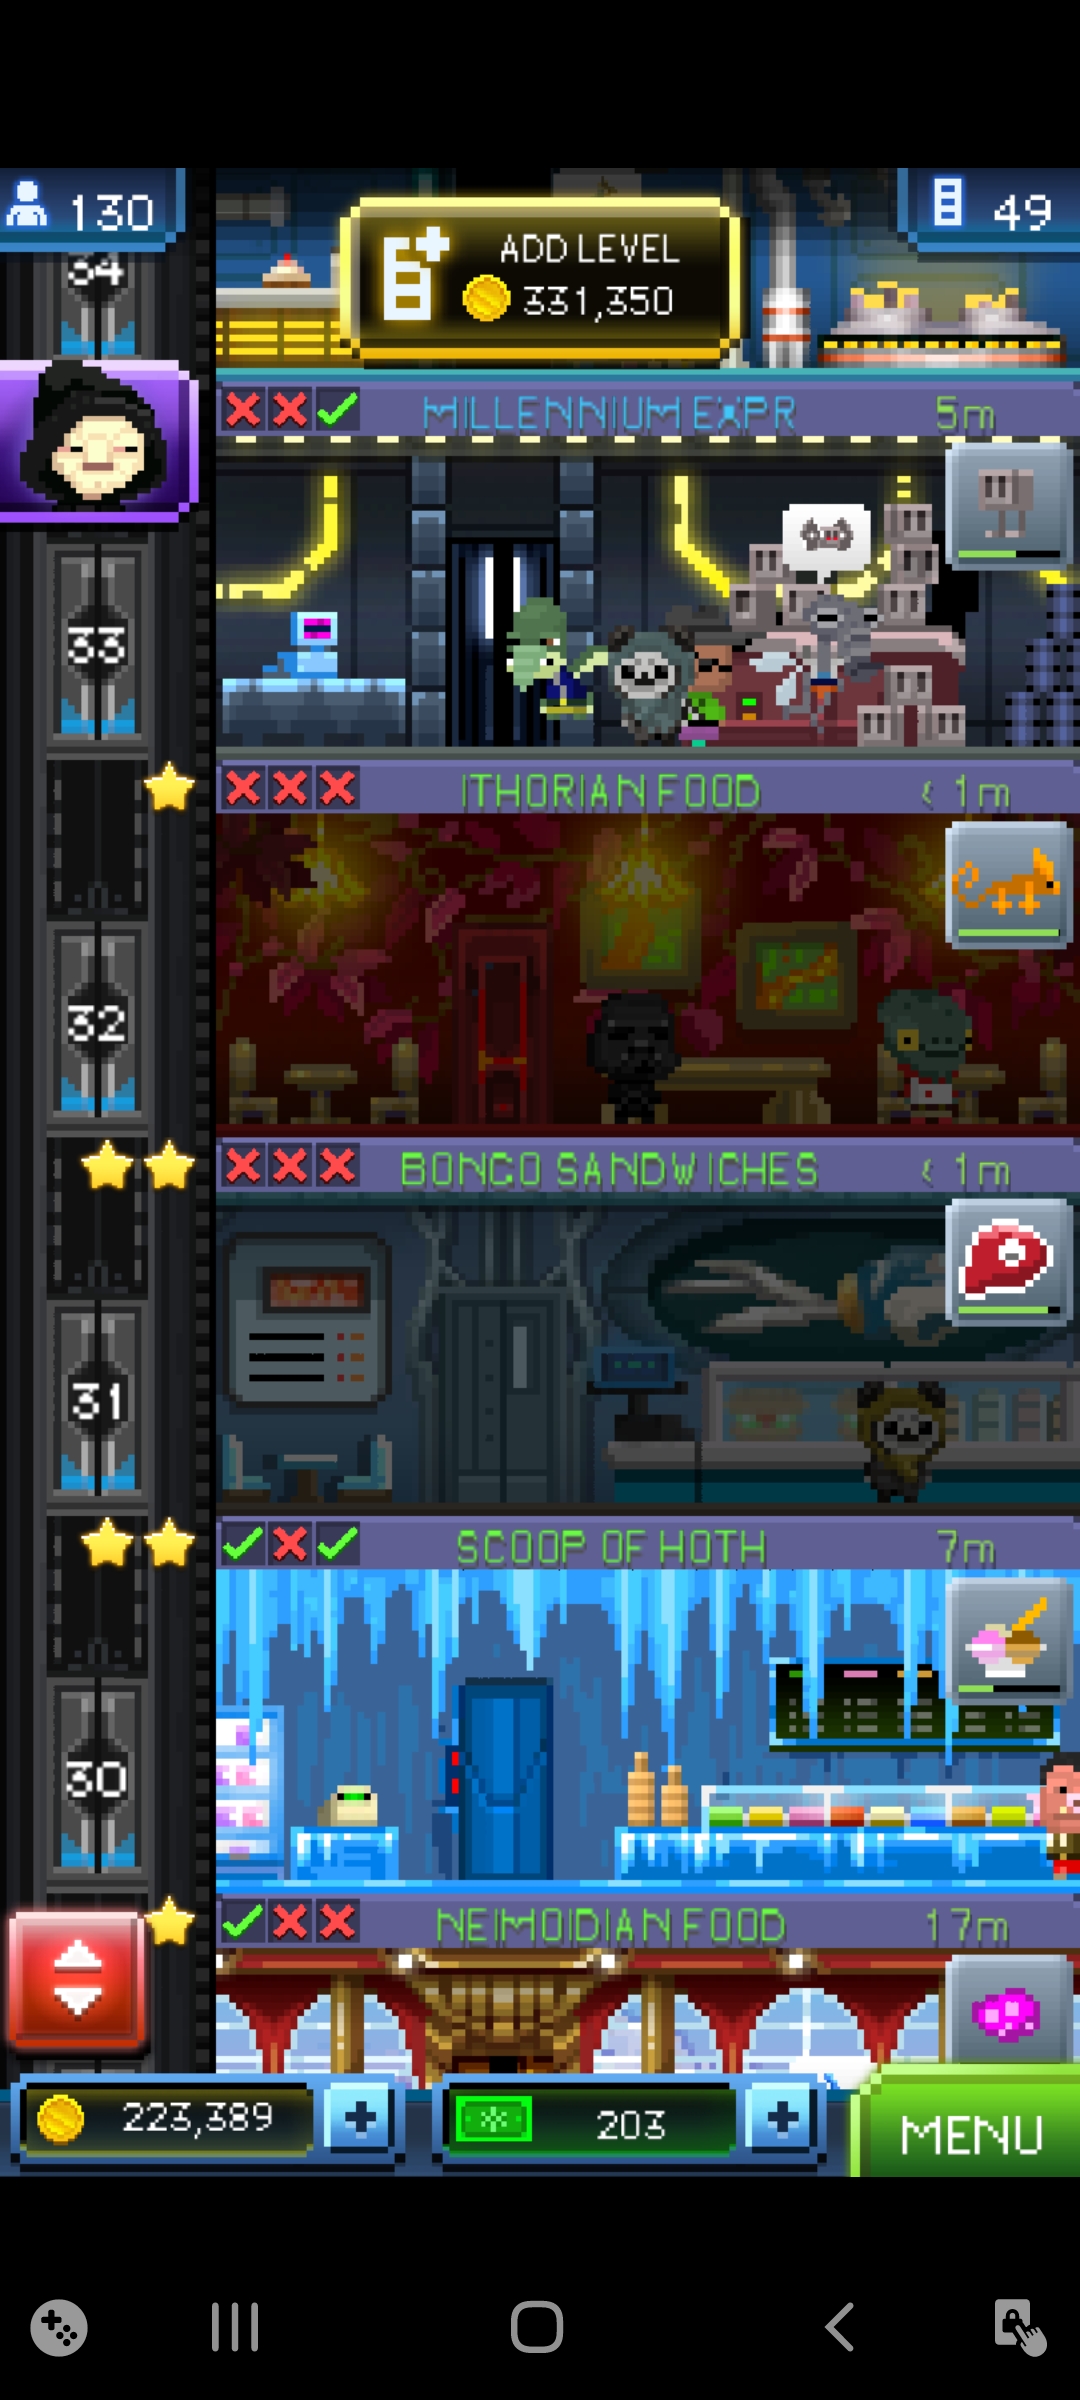 130
ADD LEVEL
331,350
49
34
MILLENNIUM EXPR 5m
33
ITHORIAN FOOD < 1m
32
BONGO SANDWICHES < 1m
31
SCOOP OF HOTH 7m
30
NEIMOIDIAN FOOD 17m
223,389
203
MENU